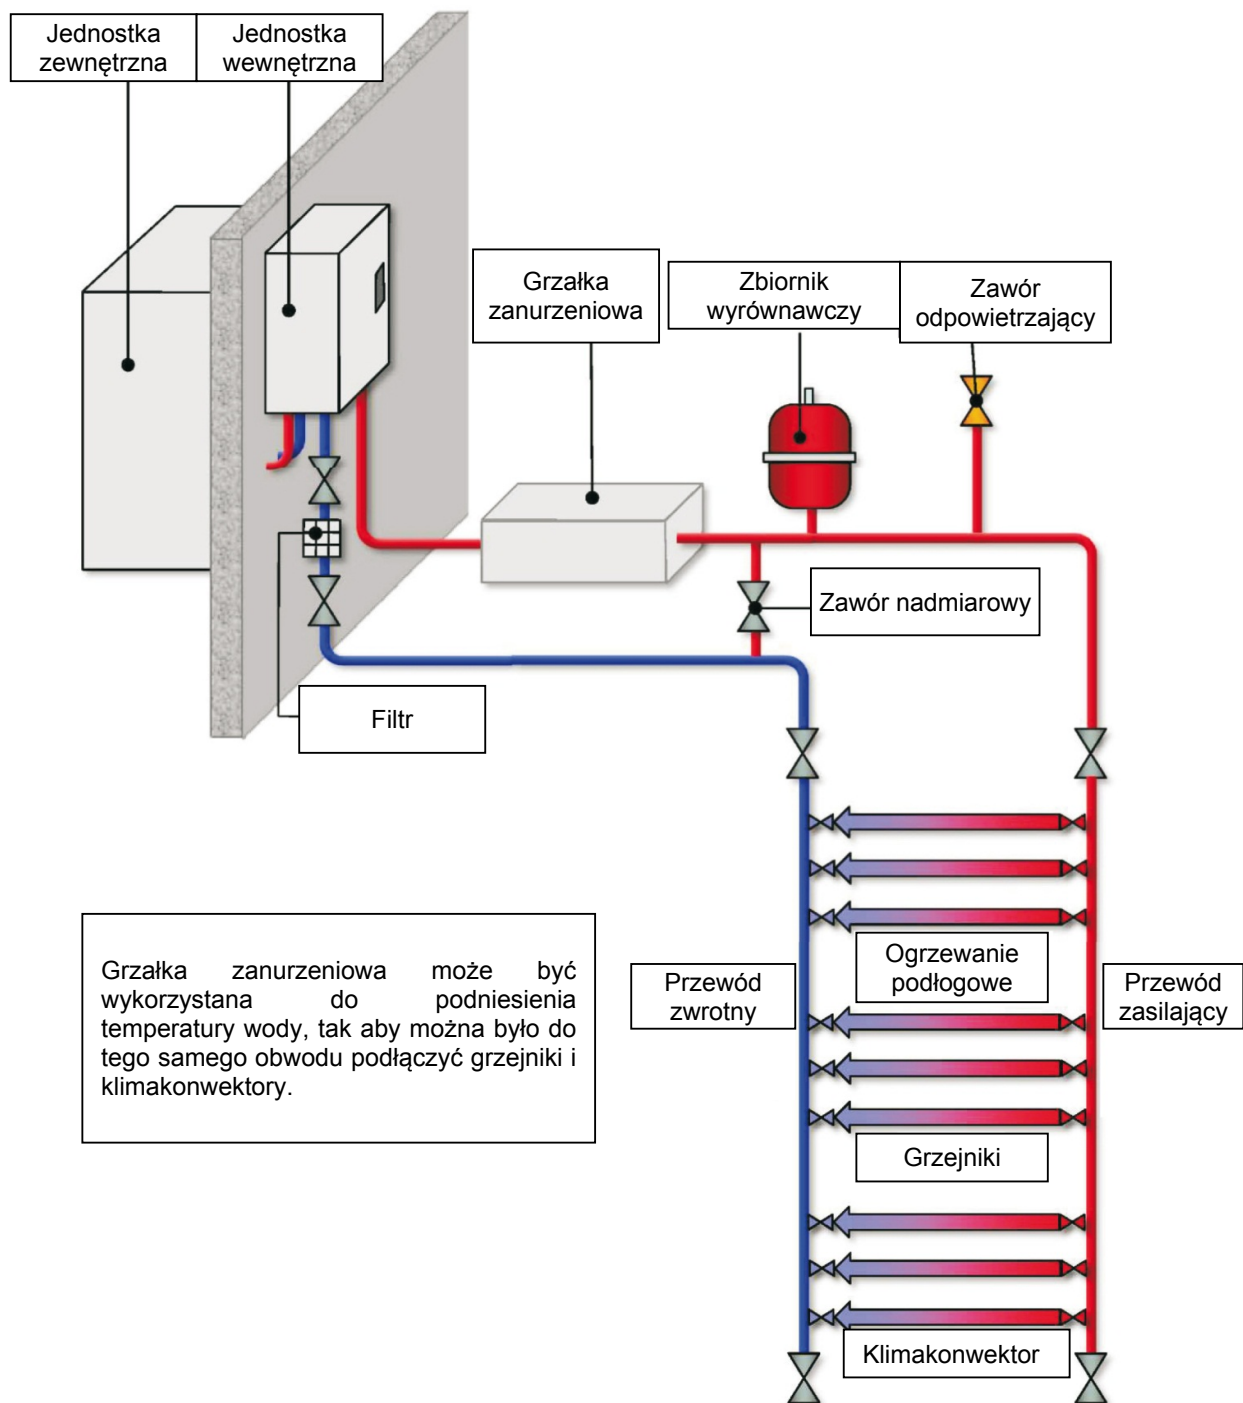 Jednostka
zewnętrzna
Jednostka
wewnętrzna
Grzałka
zanurzeniowa
Zbiornik
wyrównawczy
Zawór
odpowietrzający
Zawór nadmiarowy
Filtr
Grzałka zanurzeniowa może być
wykorzystana do podniesienia
temperatury wody, tak aby można było do
tego samego obwodu podłączyć grzejniki i
klimakonwektory.
Przewód
zwrotny
Ogrzewanie
podłogowe
Przewód
zasilający
Grzejniki
Klimakonwektor